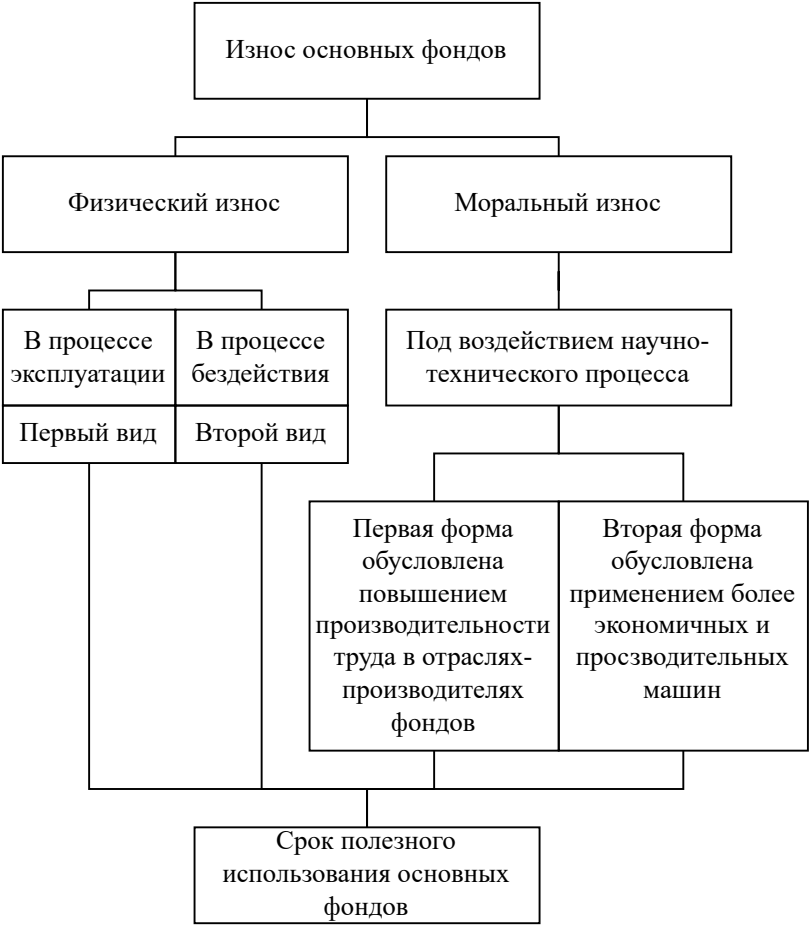 Износ основных фондов
Физический износ
Моральный износ
В процессе
эксплуатации
В процессе
бездействия
Первый вид
Второй вид
Под воздействием научно-
технического процесса
Первая форма
обусловлена
повышением
производительности
труда в отраслях-
производителях
фондов
Вторая форма
обусловлена
применением более
экономичных и
просзводительных
машин
Срок полезного
использования основных
фондов